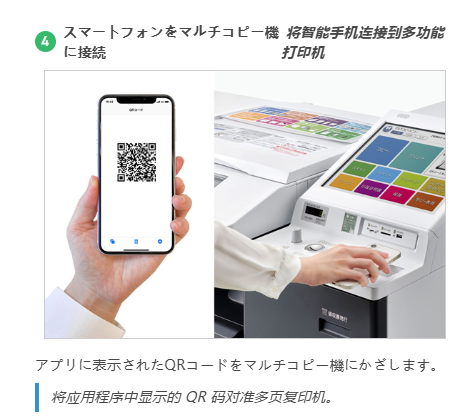 4
スマートフォンをマルチコピー機 将智能手机连接到多功能
に接続 打印机
QRコード
アプリに表示されたQRコードをマルチコピー機にかざします。
将应用程序中显示的 QR 码对准多页复印机。